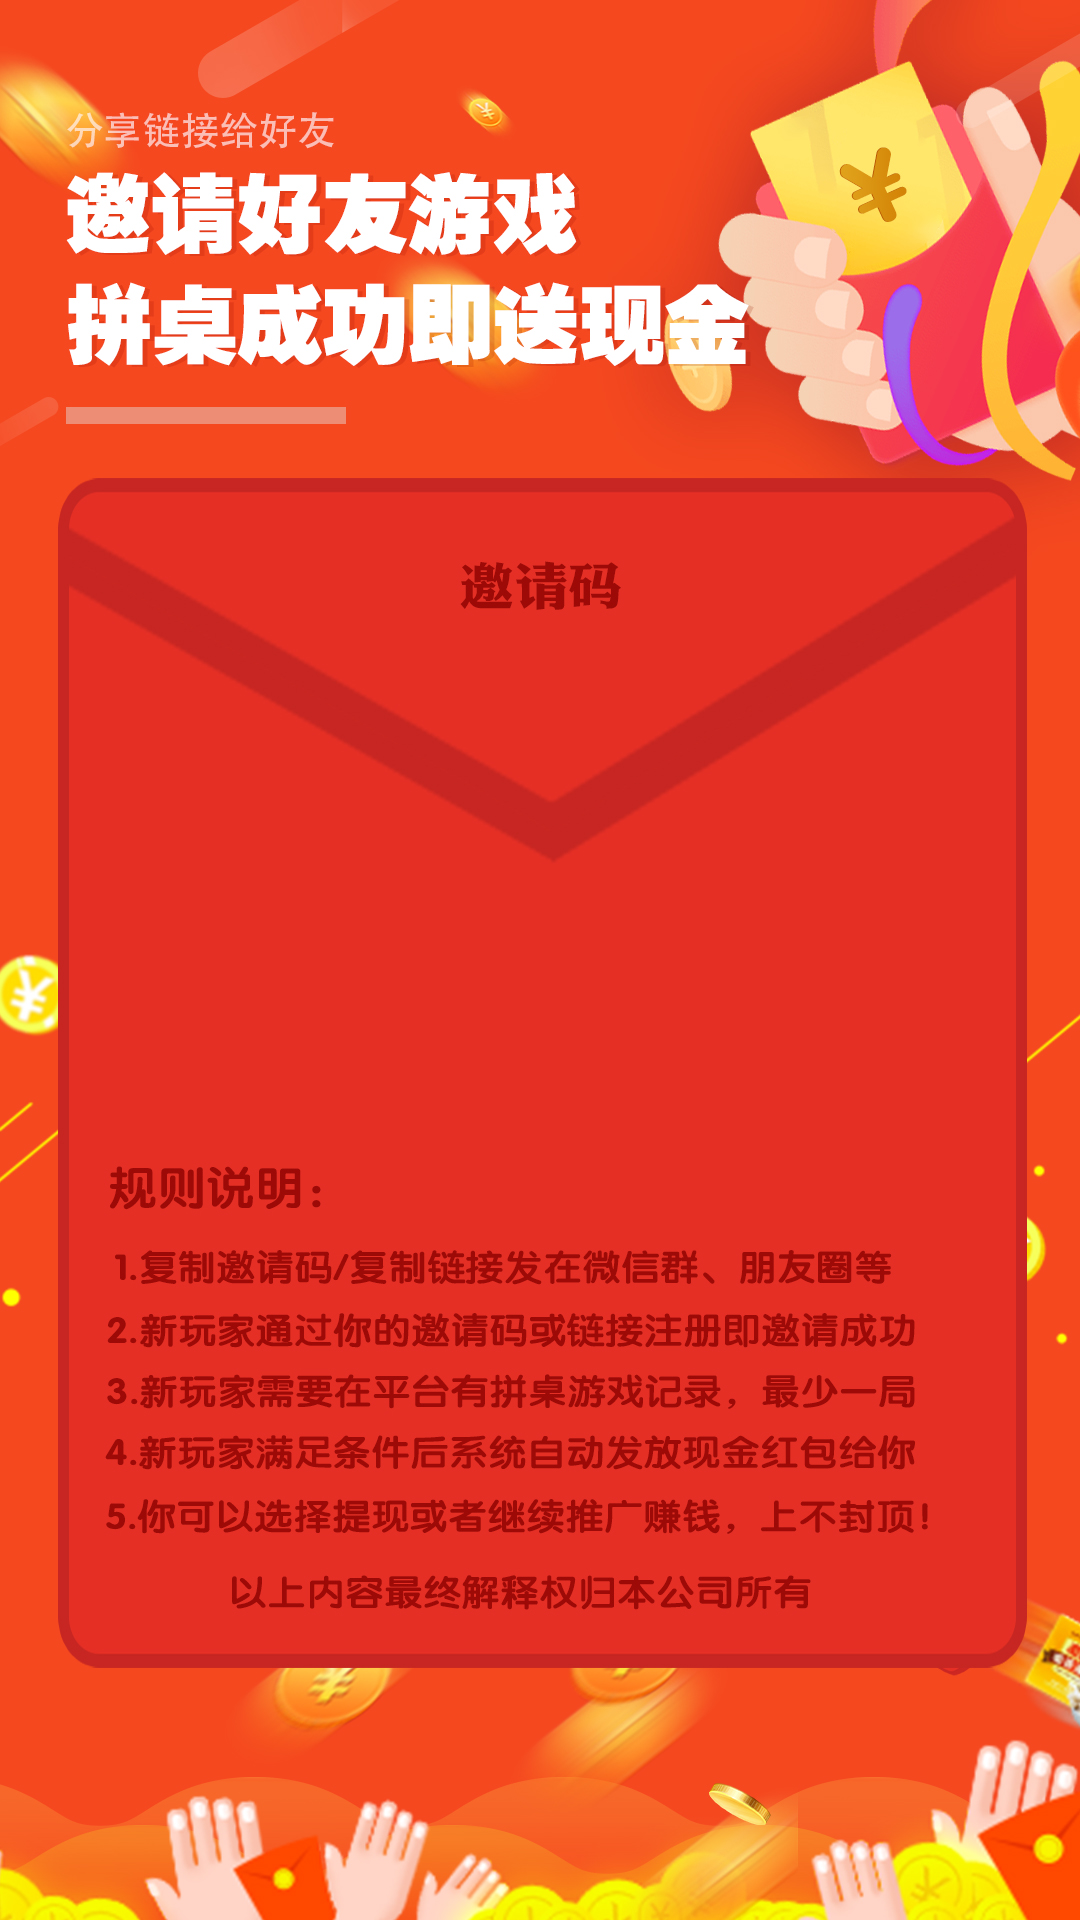 分享链接给好友
邀请好友游戏
拼桌成功即送现金
邀请码
规则说明：
1.复制邀请码/复制链接发在微信群、朋友圈等
2.新玩家通过你的邀请码或链接注册即邀请成功
3.新玩家需要在平台有拼桌游戏记录，最少一局
4.新玩家满足条件后系统自动发放现金红包给你
5.你可以选择提现或者继续推广赚钱，上不封顶！
以上内容最终解释权归本公司所有